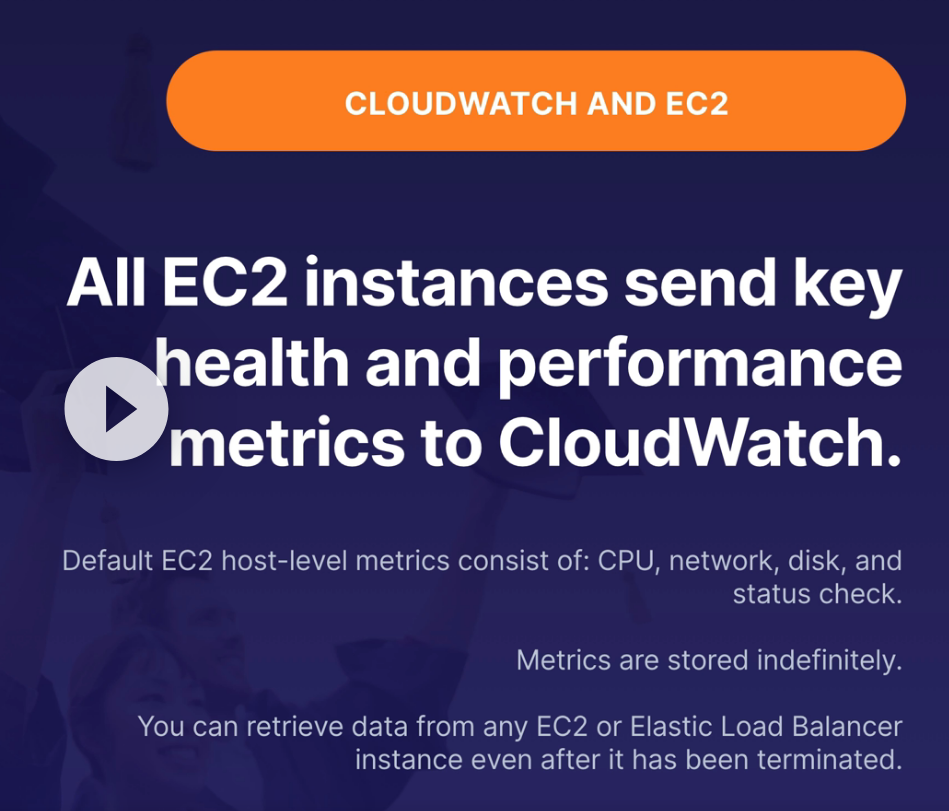 CLOUDWATCH AND EC2
All EC2 instances send key
health and performance
metrics to CloudWatch.
Default EC2 host-level metrics consist of: CPU, network, disk, and
status check.
Metrics are stored indefinitely.
You can retrieve data from any EC2 or Elastic Load Balancer
instance even after it has been terminated.